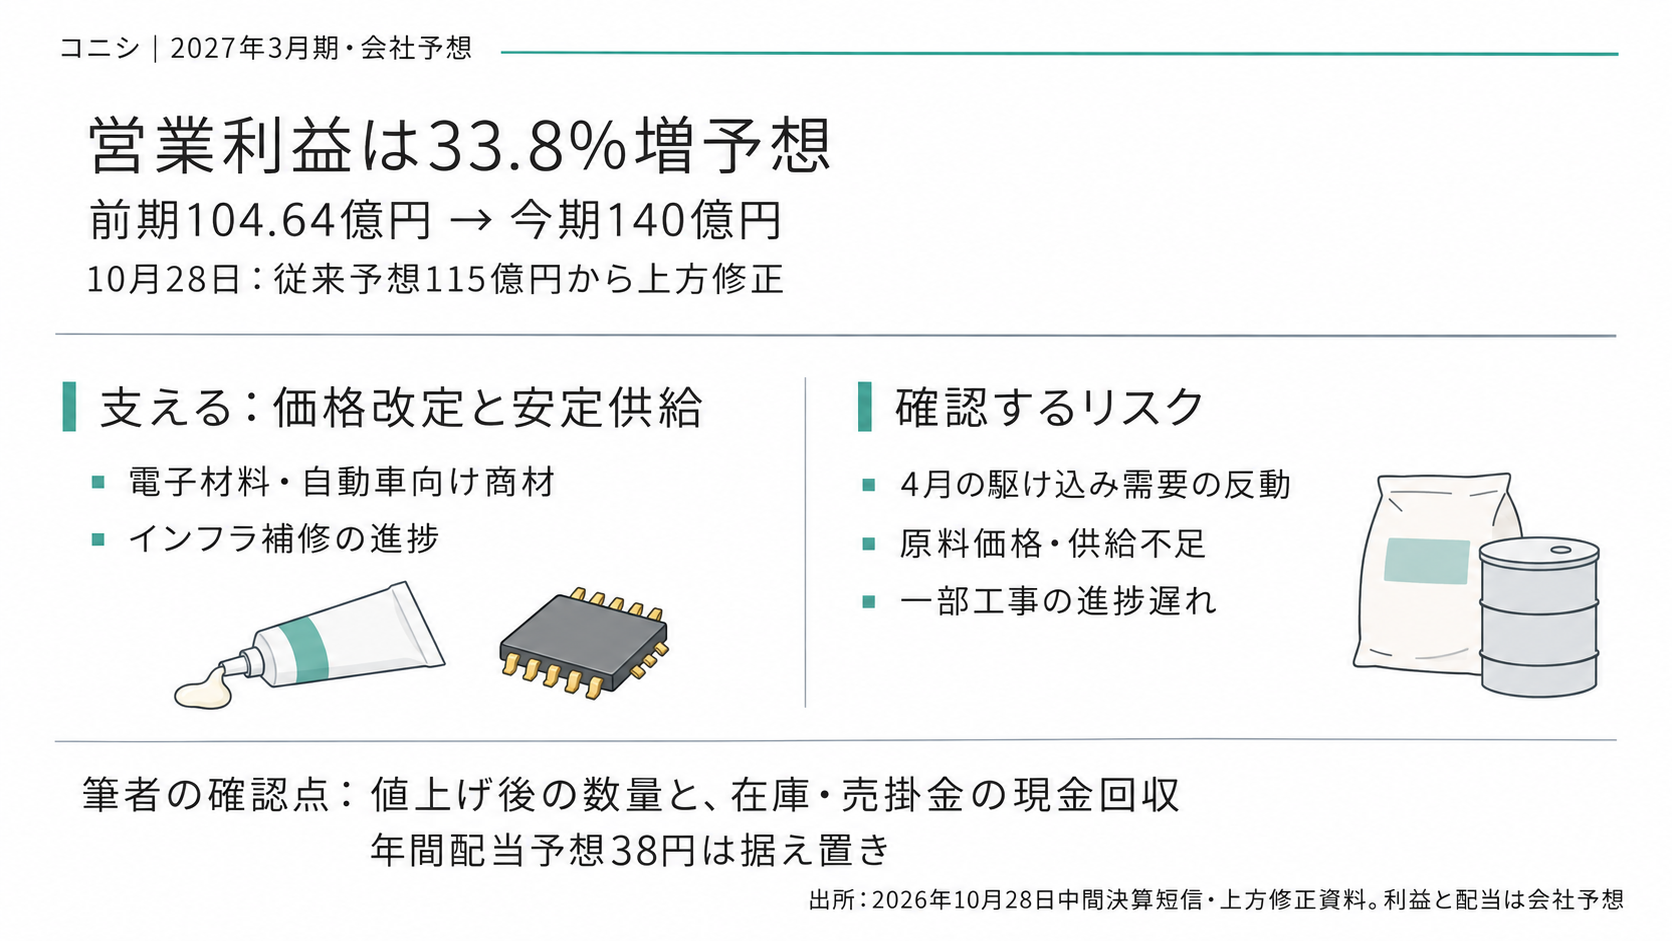 コニシ | 2027年3月期・会社予想
営業利益は33.8%増予想
前期104.64億円 → 今期140億円
10月28日：従来予想115億円から上方修正
支える：価格改定と安定供給
電子材料・自動車向け商材
インフラ補修の進捗
確認するリスク
4月の駆け込み需要の反動
原料価格・供給不足
一部工事の進捗遅れ
筆者の確認点：値上げ後の数量と、在庫・売掛金の現金回収
年間配当予想38円は据え置き
出所：2026年10月28日中間決算短信・上方修正資料。利益と配当は会社予想